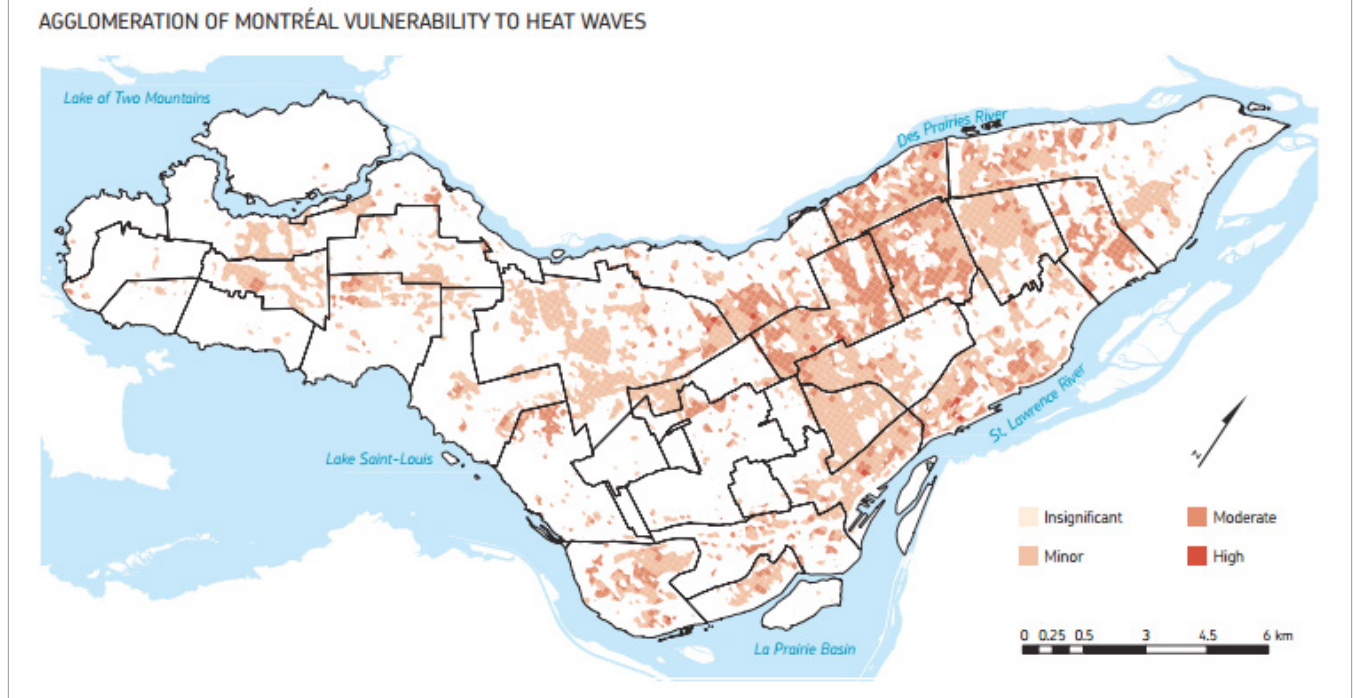 AGGLOMERATION OF MONTRÉAL VULNERABILITY TO HEAT WAVES
Lake of Two Mountains
Des Prairies River
St. Lawrence River
Lake Saint-Louis
N
Insignificant
Moderate
Minor
High
0 0.25 0.5 3 4.5 6 km
La Prairie Basin